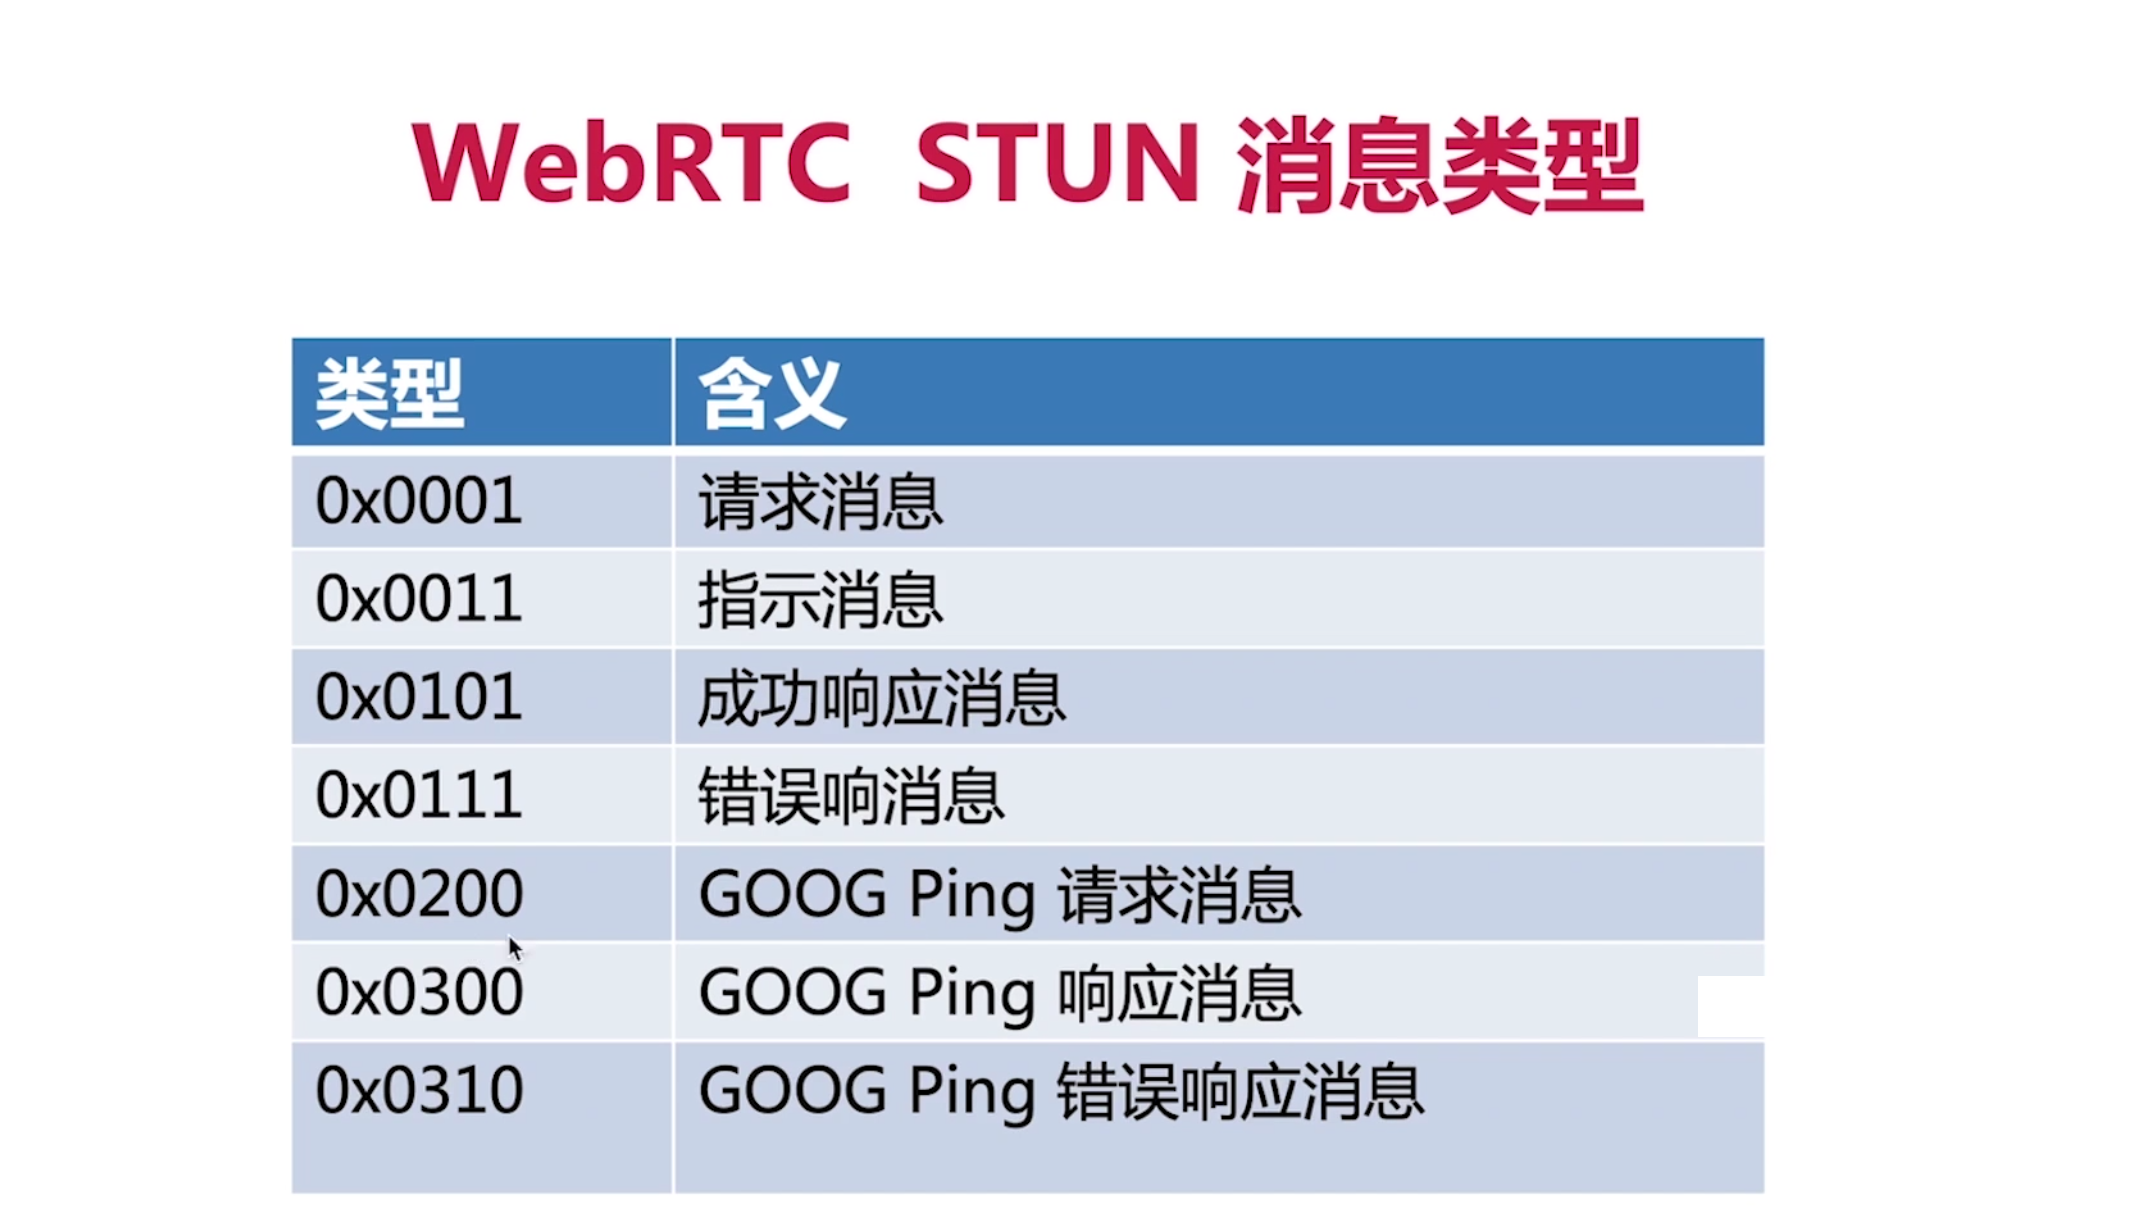 WebRTC STUN 消息类型
类型 含义
0x0001 请求消息
0x0011 指示消息
0x0101 成功响应消息
0x0111 错误响消息
0x0200 GOOG Ping 请求消息
0x0300 GOOG Ping 响应消息
0x0310 GOOG Ping 错误响应消息